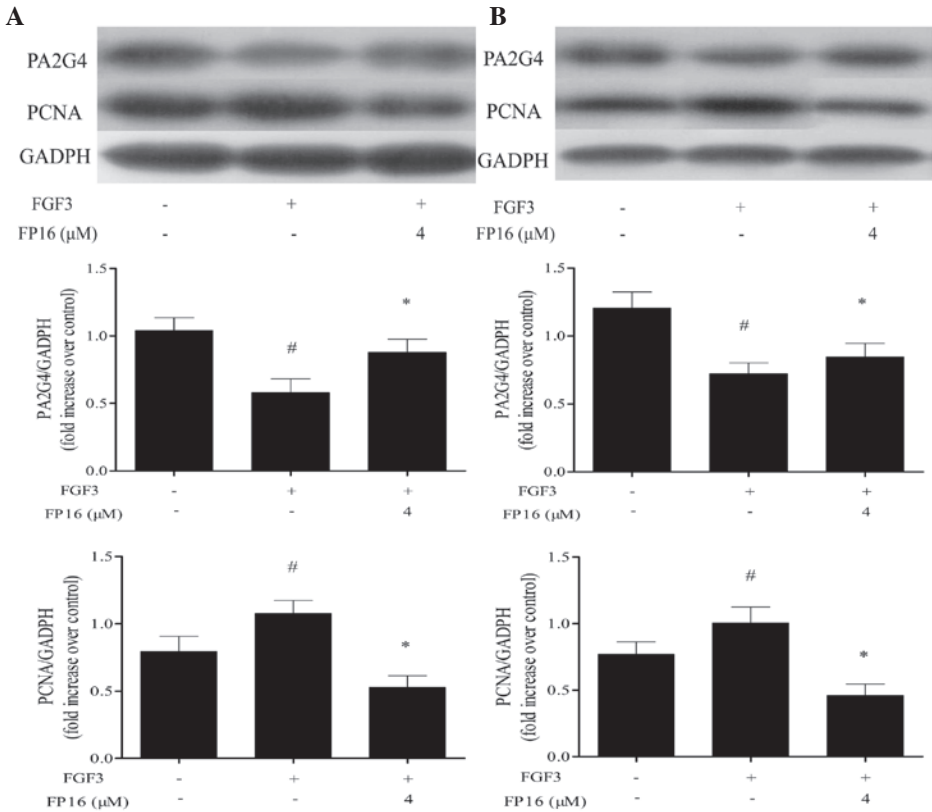 A
B
PA2G4
PCNA
GADPH
FGF3 - + +
FP16 (μM) - - 4
PA2G4
PCNA
GADPH
FGF3 - + +
FP16 (μM) - - 4
PA2G4/GADPH
(fold increase over control)
1.5
1.0
0.5
0.0
#
*
FGF3 - + +
FP16 (μM) - - 4
PA2G4/GADPH
(fold increase over control)
1.5
1.0
0.5
0.0
#
*
FGF3 - + +
FP16 (μM) - - 4
PCNA/GADPH
(fold increase over control)
1.5
1.0
0.5
0.0
#
*
FGF3 - + +
FP16 (μM) - - 4
PCNA/GADPH
(fold increase over control)
1.5
1.0
0.5
0.0
#
*
FGF3 - + +
FP16 (μM) - - 4